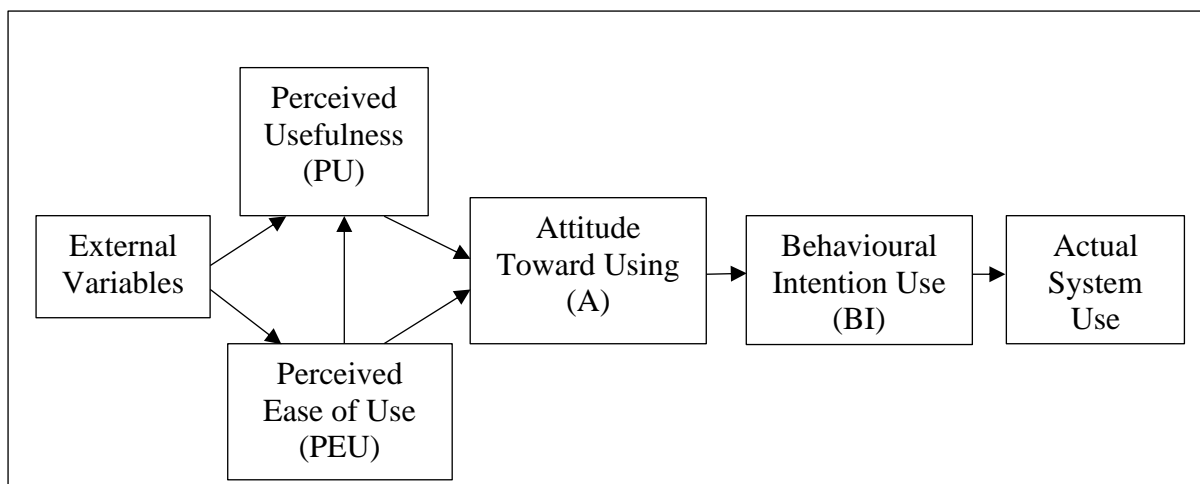 Perceived
Usefulness
(PU)
External
Variables
Perceived
Ease of Use
(PEU)
Attitude
Toward Using
(A)
Behavioural
Intention Use
(BI)
Actual
System
Use